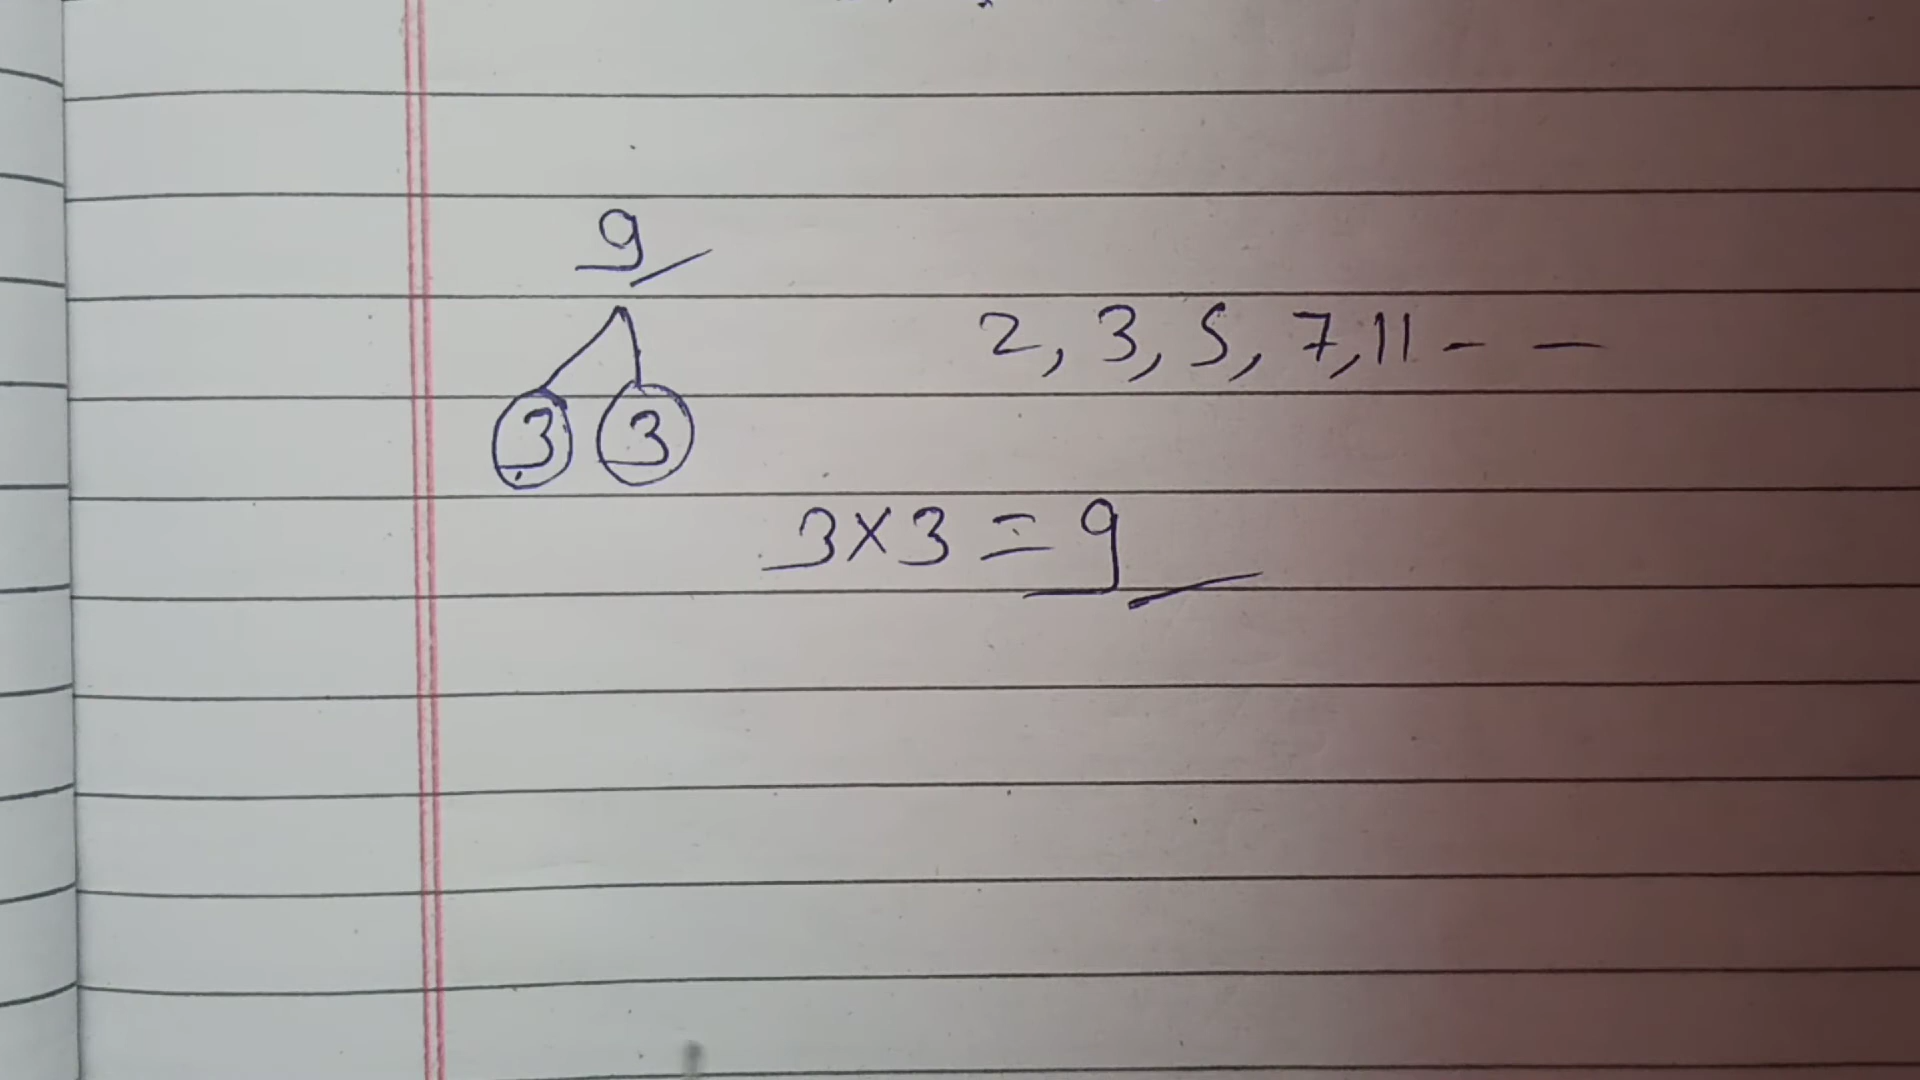 9
2, 3, 5, 7, 11 - -
3 3
3 × 3 = 9